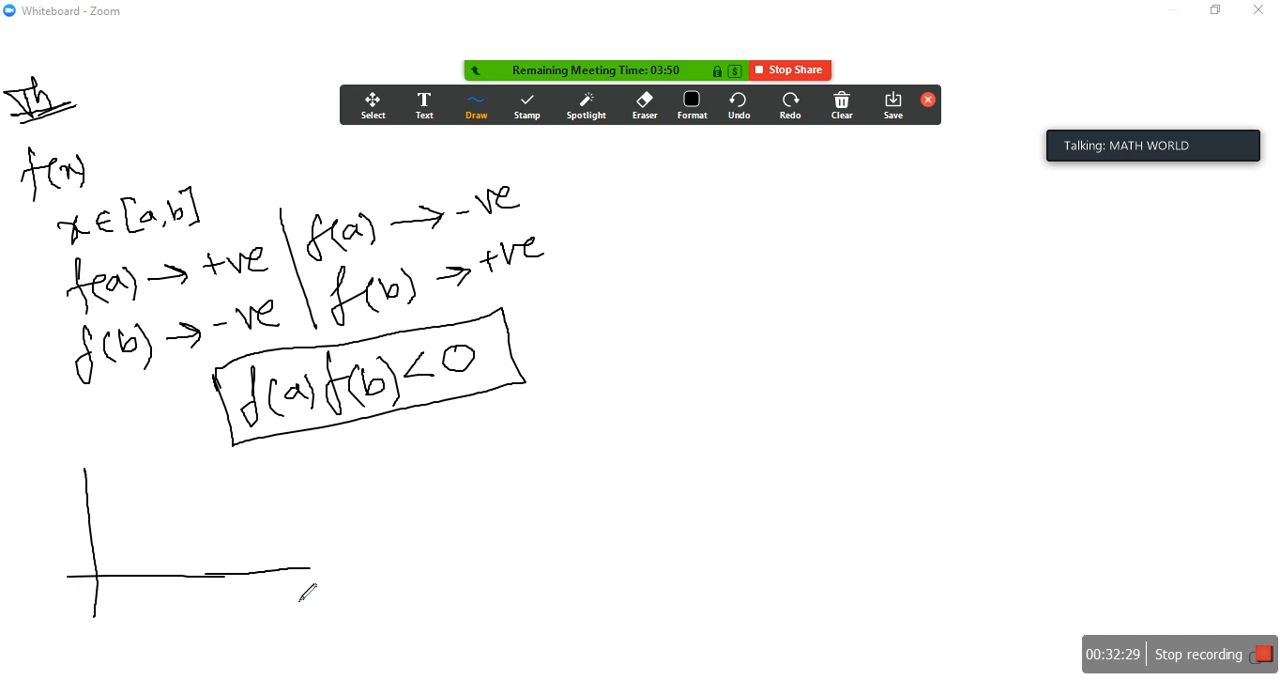 Whiteboard - Zoom
Remaining Meeting Time: 03:50 $ Stop Share
Select Text Draw Stamp Spotlight Eraser Format Undo Redo Clear Save
Talking: MATH WORLD
Th
f(x)
x ∈ [a,b]
f(a) → +ve
f(b) → -ve
f(a) → -ve
f(b) → +ve
f(a) f(b) < 0
00:32:29 Stop recording